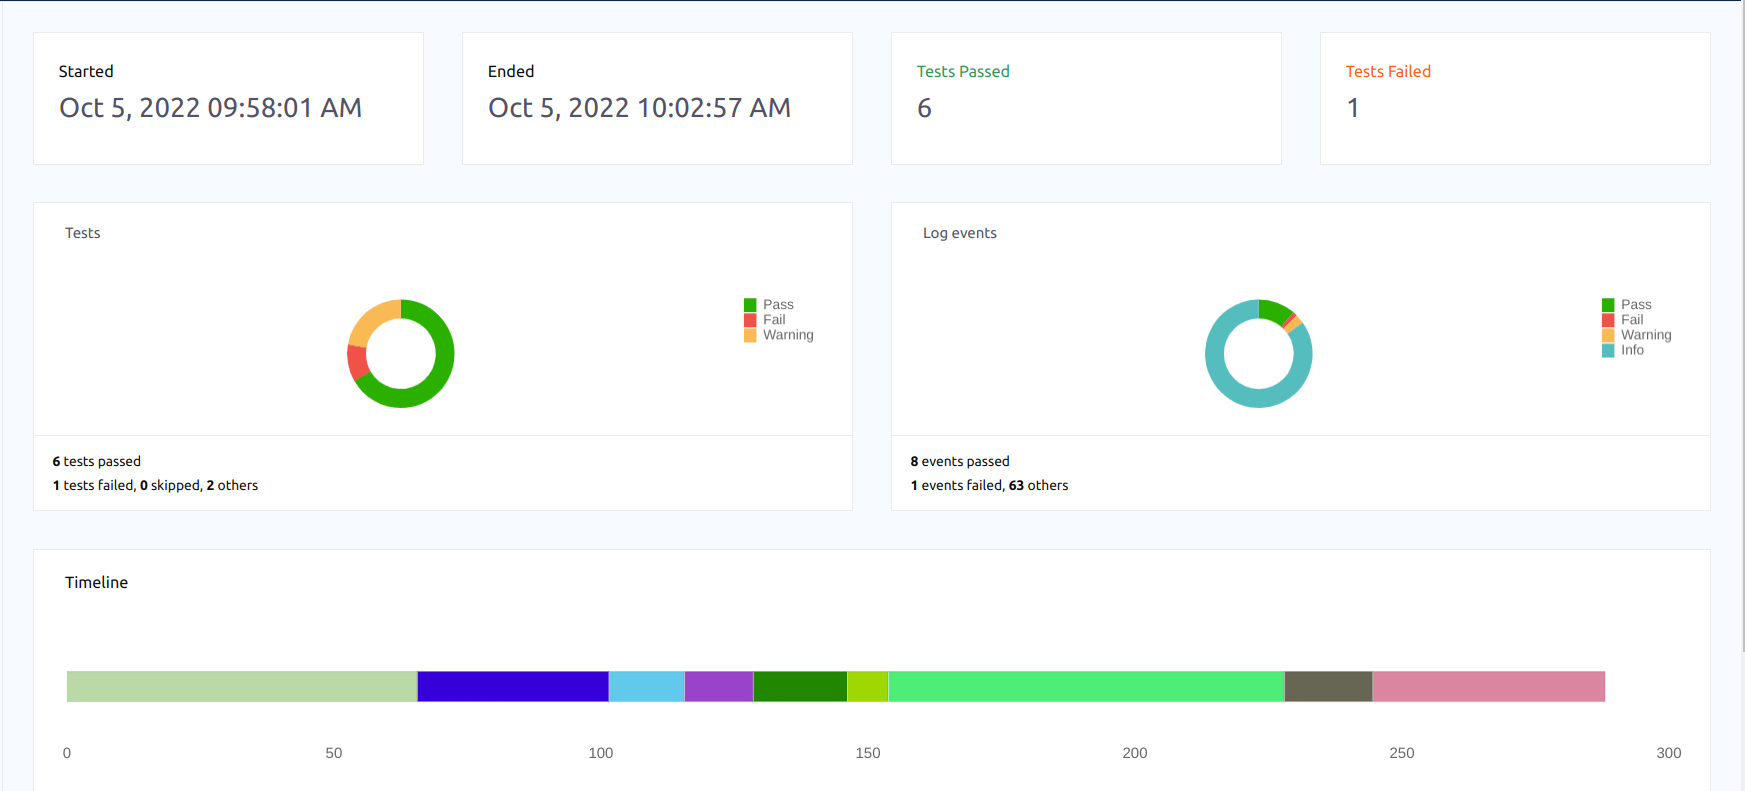 Started
Oct 5, 2022 09:58:01 AM
Ended
Oct 5, 2022 10:02:57 AM
Tests Passed
6
Tests Failed
1
Tests
Pass
Fail
Warning
6 tests passed
1 tests failed, 0 skipped, 2 others
Log events
Pass
Fail
Warning
Info
8 events passed
1 events failed, 63 others
Timeline
0 50 100 150 200 250 300